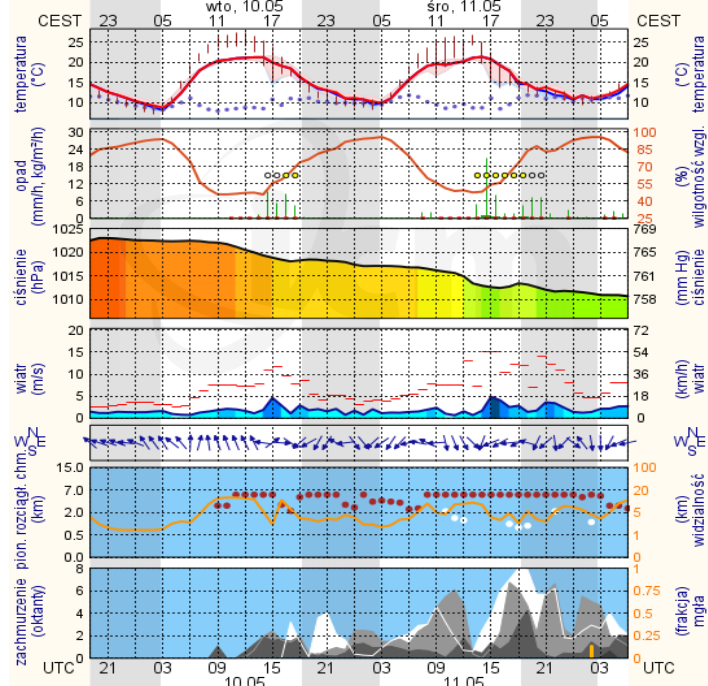 wto, 10.05 śro, 11.05
CEST 23 05 11 17 23 05 11 17 23 05 CEST
temperatura (°C) 25 20 15 10 25 20 15 10 temperatura (°C)
opad (mm/h, kg/m²/h) 30 24 18 12 6 0 100 85 70 55 40 25 (%) wilgotność wzgl.
ciśnienie (hPa) 1025 1020 1015 1010 769 765 761 758 (mm Hg) ciśnienie
wiatr (m/s) 20 15 10 5 0 72 54 36 18 0 (km/h) wiatr
N W E S N W E S
pion. rozciągł. chm. (km) 15.0 7.0 2.0 0.5 0.0 100 20 5 1 0 (km) widzialność
zachmurzenie (oktanty) 8 6 4 2 0 1 0.75 0.5 0.25 0 (frakcja) mgła
UTC 21 03 09 15 21 03 09 15 21 03 UTC
10.05 11.05